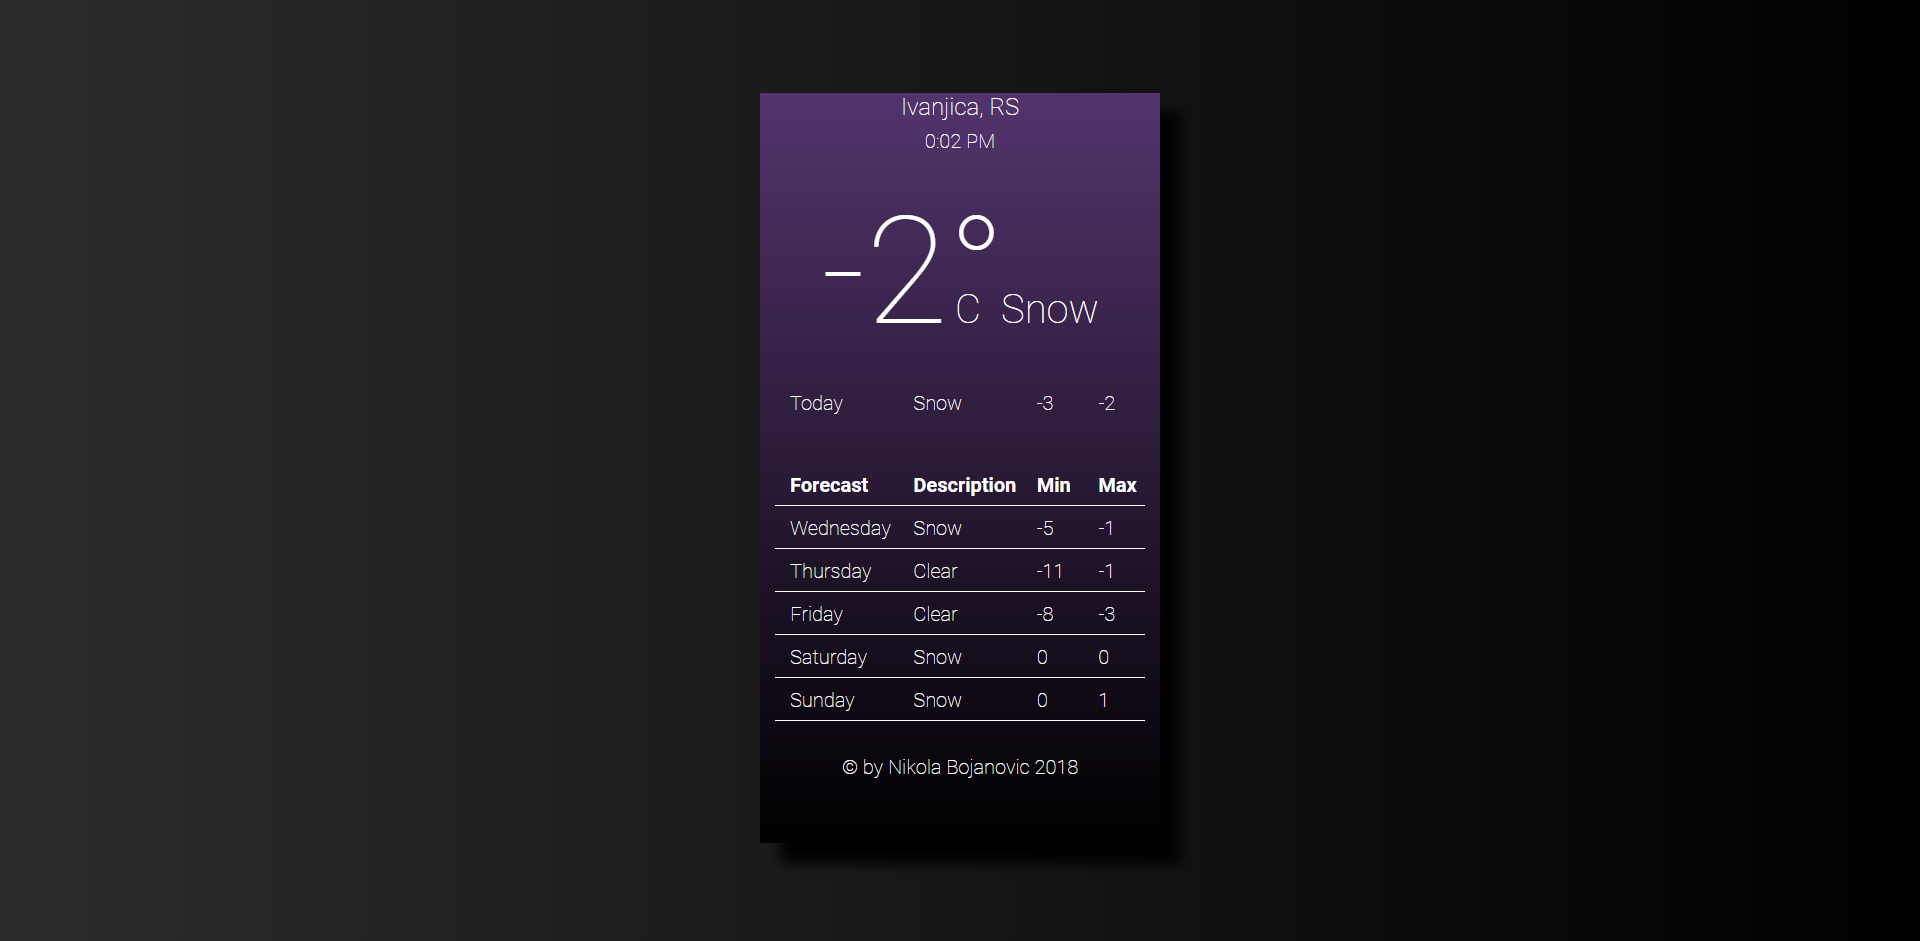 Ivanjica, RS
0:02 PM
-2° C Snow
Today Snow -3 -2
Forecast Description Min Max
Wednesday Snow -5 -1
Thursday Clear -11 -1
Friday Clear -8 -3
Saturday Snow 0 0
Sunday Snow 0 1
© by Nikola Bojanovic 2018